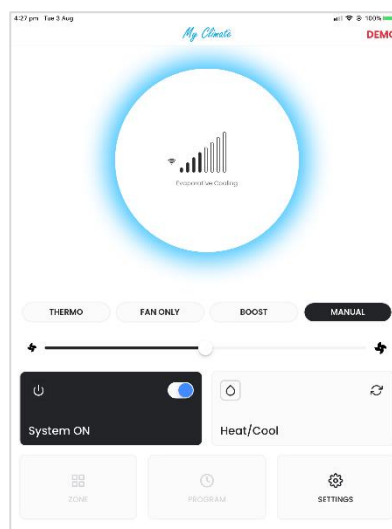 4:27 pm Tue 3 Aug 100%
My Climate
DEMO
Evaporative Cooling
THERMO FAN ONLY BOOST MANUAL
System ON Heat/Cool
ZONE PROGRAM SETTINGS